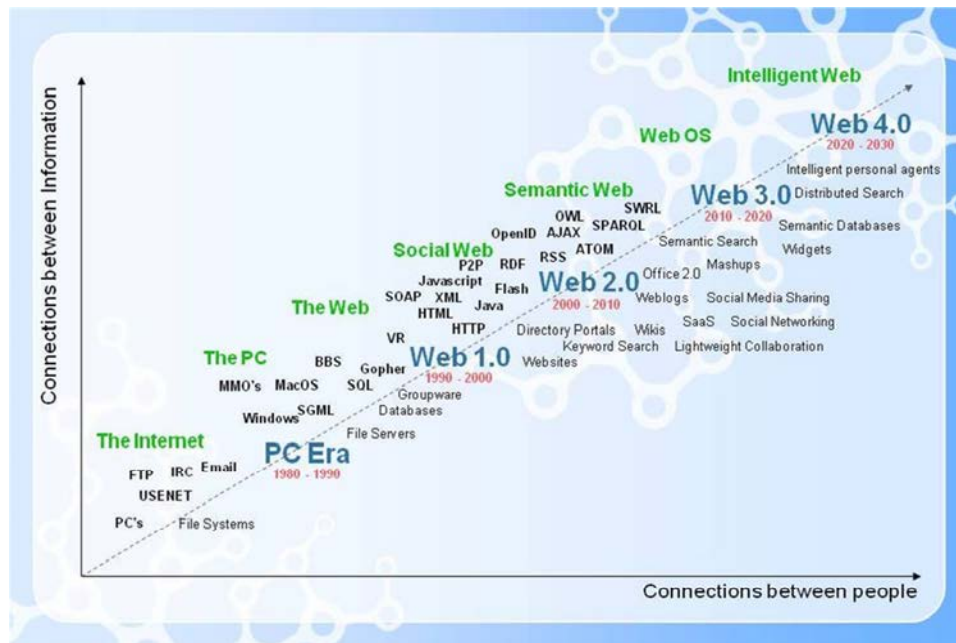 Intelligent Web
Connections between Information
Web 4.0
2020 - 2030
Web OS
Intelligent personal agents
Semantic Web
Web 3.0
Distributed Search
2010 - 2020
SWRL
OWL
SPARQL
Semantic Databases
OpenID
AJAX
Semantic Search
Widgets
Social Web
ATOM
RSS
Mashups
P2P
RDF
Office 2.0
Javascript
Flash
Web 2.0
2000 - 2010
SOAP
XML
Weblogs
Social Media Sharing
The Web
Java
HTML
HTTP
Directory Portals
Wikis
SaaS
Social Networking
VR
Keyword Search
Lightweight Collaboration
The PC
BBS
Gopher
Web 1.0
1990 - 2000
Websites
MMO's
MacOS
SQL
Groupware
SGML
Databases
Windows
File Servers
The Internet
PC Era
1980 - 1990
FTP
IRC
Email
USENET
PC's
File Systems
Connections between people